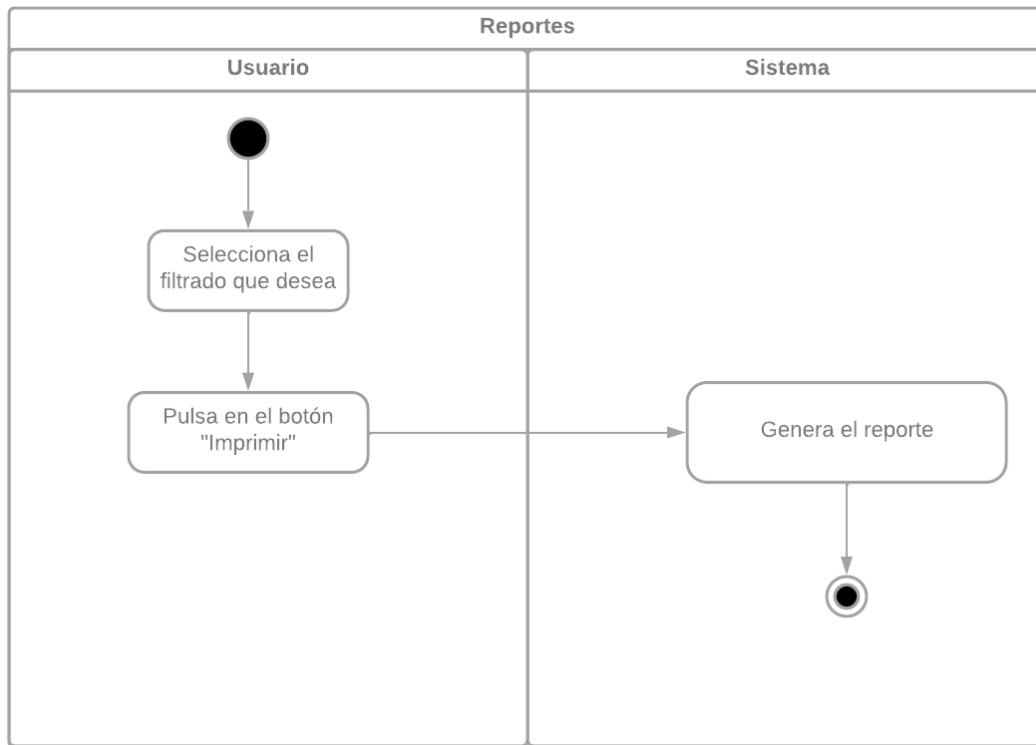 Reportes
Usuario
Sistema
Selecciona el
filtrado que desea
Pulsa en el botón
"Imprimir"
Genera el reporte